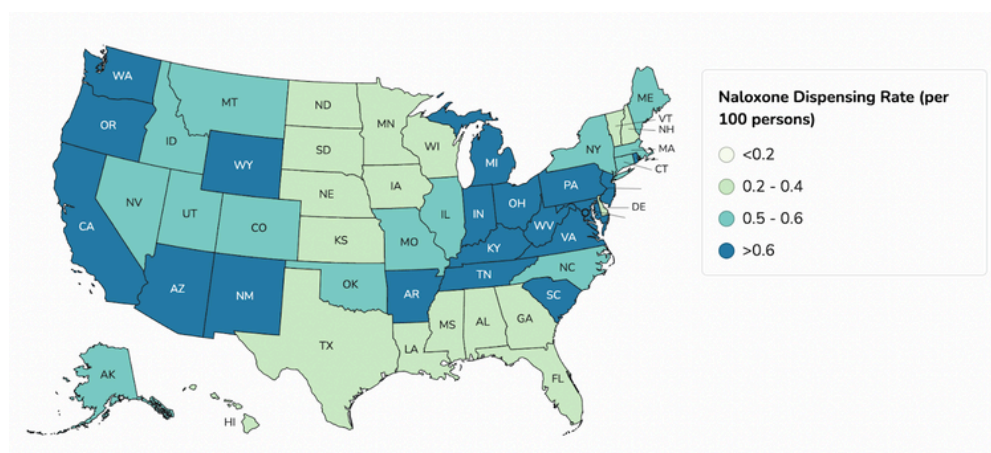 WA
MT
ND
ME
OR
MN
VT
NH
ID
SD
WI
NY
MA
WY
MI
CT
IA
PA
NE
NV
OH
DE
UT
IL
IN
CA
CO
WV
KS
MO
VA
KY
NC
TN
OK
AZ
NM
AR
SC
MS
AL
GA
TX
LA
AK
FL
HI
Naloxone Dispensing Rate (per
100 persons)
<0.2
0.2 - 0.4
0.5 - 0.6
>0.6